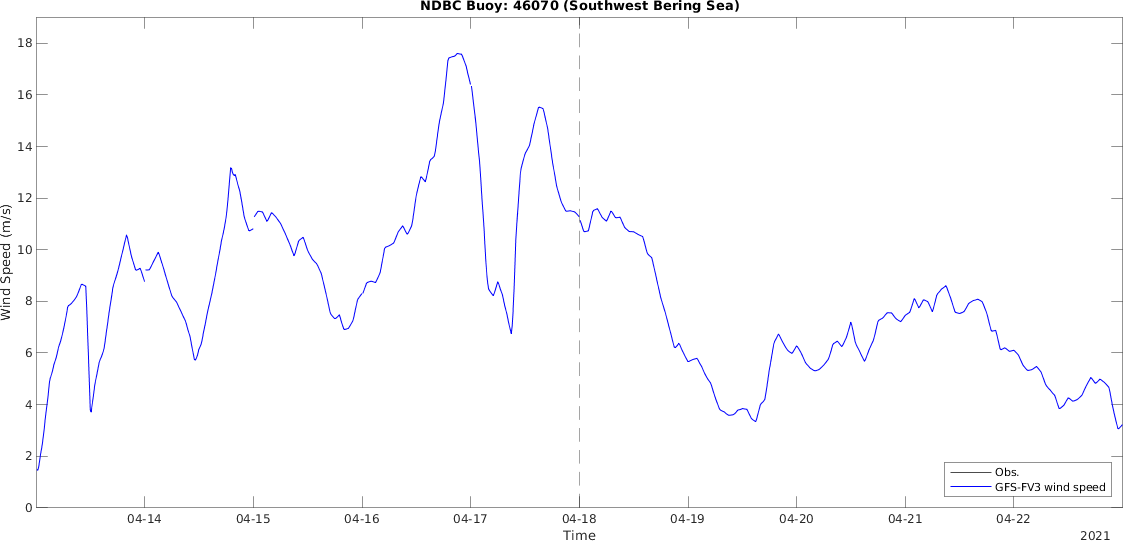 NDBC Buoy: 46070 (Southwest Bering Sea)
Wind Speed (m/s)
18
16
14
12
10
8
6
4
2
0
Obs.
GFS-FV3 wind speed
04-14 04-15 04-16 04-17 04-18 04-19 04-20 04-21 04-22
Time
2021